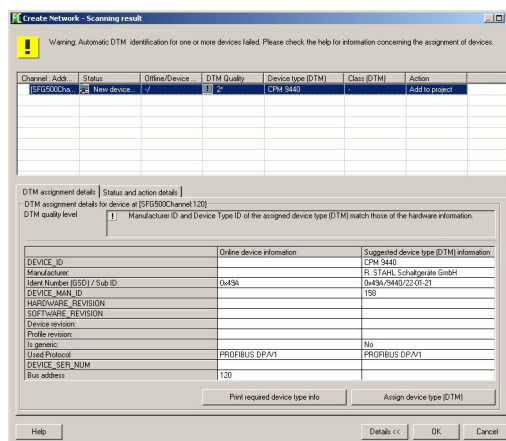 Create Network - Scanning result
Warning: Automatic DTM identification for one or more devices failed. Please check the help for information concerning the assignment of devices.
Channel : Addr... Status Offline/Device ... DTM Quality Device type (DTM) Class (DTM) Action
[SFG500Cha... New device... -/ ! 2* CPM 9440 - Add to project
DTM assignment details Status and action details
DTM assignment details for device at [SFG500Channel:120]
DTM quality level ! Manufacturer ID and Device Type ID of the assigned device type (DTM) match those of the hardware information.
Online device information Suggested device type (DTM) information
DEVICE_ID CPM 9440
Manufacturer: R. STAHL Schaltgeräte GmbH
Ident Number (GSD) / Sub ID 0x49A 0x49A/9440/22-01-21
DEVICE_MAN_ID 158
HARDWARE_REVISION
SOFTWARE_REVISION
Device revision:
Profile revision:
Is generic: No
Used Protocol PROFIBUS DP/V1 PROFIBUS DP/V1
DEVICE_SER_NUM
Bus address 120
Print required device type info Assign device type (DTM)
Help Details << OK Cancel